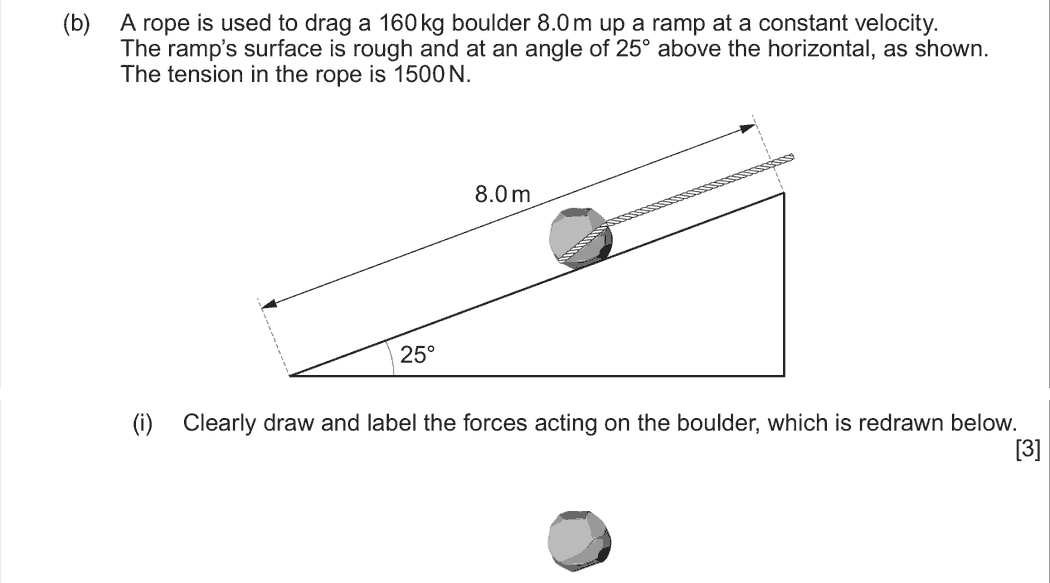 (b) A rope is used to drag a 160 kg boulder 8.0 m up a ramp at a constant velocity.
The ramp's surface is rough and at an angle of 25° above the horizontal, as shown.
The tension in the rope is 1500 N.
8.0 m
25°
(i) Clearly draw and label the forces acting on the boulder, which is redrawn below.
[3]